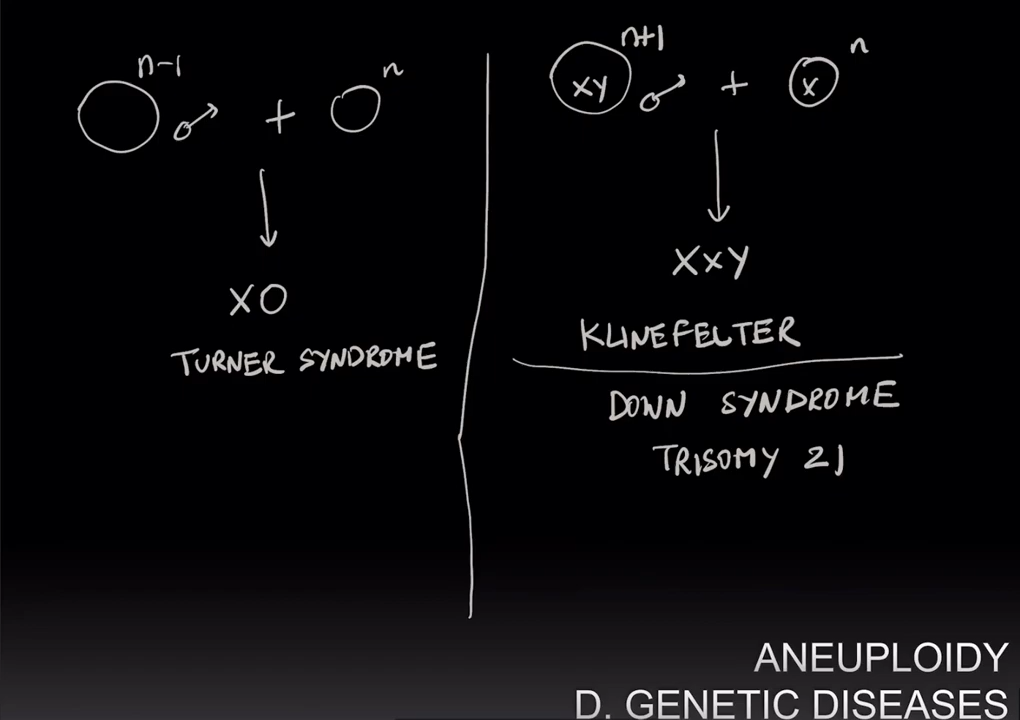 n-1
♂ + n
XO
TURNER SYNDROME
n+1
XY ♂ + X n
XXY
KLINEFELTER
DOWN SYNDROME
TRISOMY 21
ANEUPLOIDY
D. GENETIC DISEASES